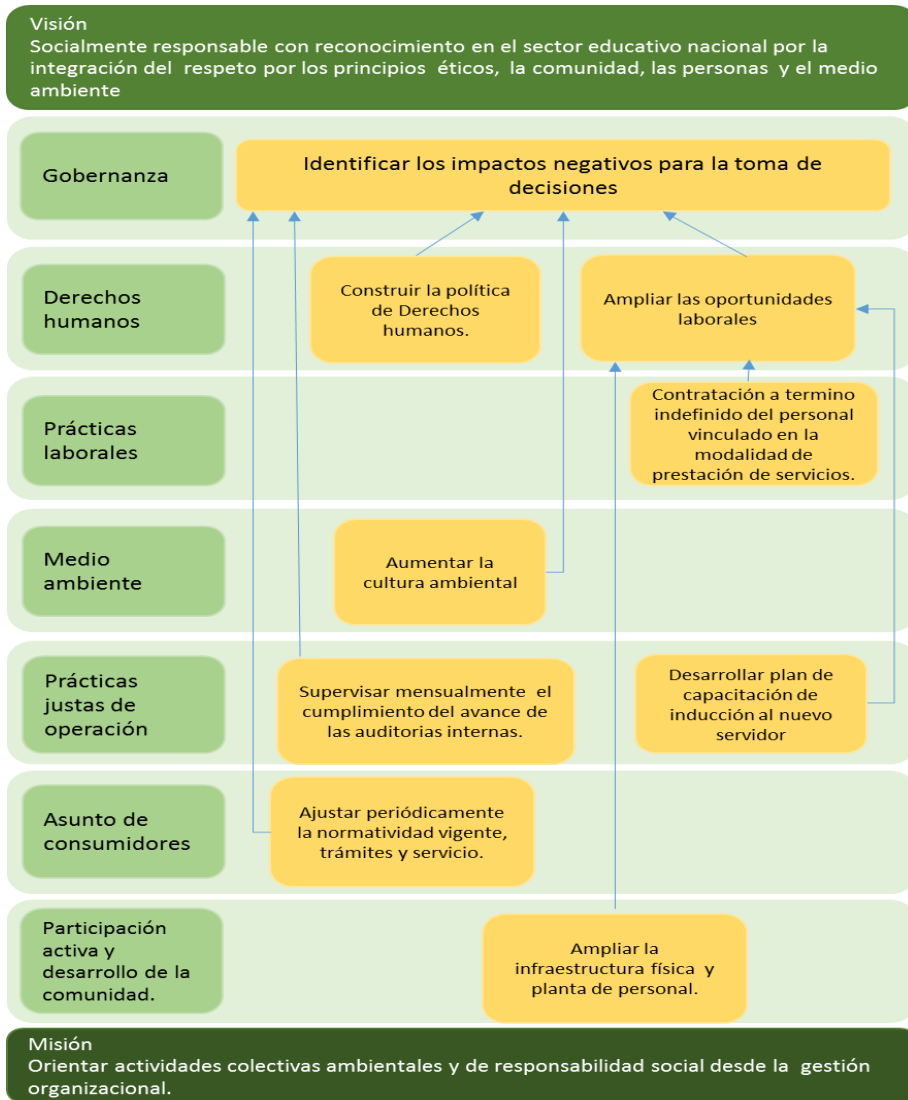 Visión
Socialmente responsable con reconocimiento en el sector educativo nacional por la
integración del respeto por los principios éticos, la comunidad, las personas y el medio
ambiente
Gobernanza
Identificar los impactos negativos para la toma de
decisiones
Derechos
humanos
Construir la política
de Derechos
humanos.
Ampliar las oportunidades
laborales
Prácticas
laborales
Contratación a termino
indefinido del personal
vinculado en la
modalidad de
prestación de servicios.
Medio
ambiente
Aumentar la
cultura ambiental
Prácticas
justas de
operación
Supervisar mensualmente el
cumplimiento del avance de
las auditorias internas.
Desarrollar plan de
capacitación de
inducción al nuevo
servidor
Asunto de
consumidores
Ajustar periódicamente
la normatividad vigente,
trámites y servicio.
Participación
activa y
desarrollo de la
comunidad.
Ampliar la
infraestructura física y
planta de personal.
Misión
Orientar actividades colectivas ambientales y de responsabilidad social desde la gestión
organizacional.